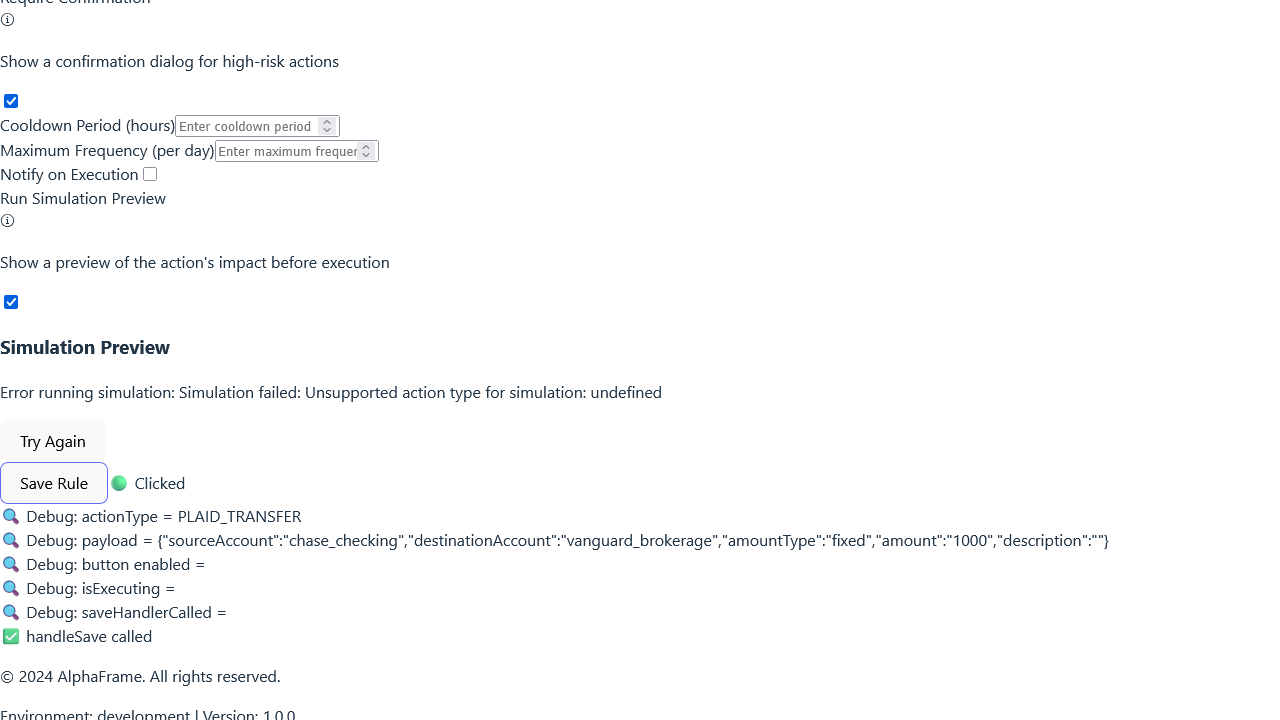 Require Confirmation
Show a confirmation dialog for high-risk actions
Cooldown Period (hours) Enter cooldown period
Maximum Frequency (per day) Enter maximum frequer
Notify on Execution
Run Simulation Preview
Show a preview of the action's impact before execution
Simulation Preview
Error running simulation: Simulation failed: Unsupported action type for simulation: undefined
Try Again
Save Rule 🟢 Clicked
🔍 Debug: actionType = PLAID_TRANSFER
🔍 Debug: payload = {"sourceAccount":"chase_checking","destinationAccount":"vanguard_brokerage","amountType":"fixed","amount":"1000","description":""}
🔍 Debug: button enabled =
🔍 Debug: isExecuting =
🔍 Debug: saveHandlerCalled =
✅ handleSave called
© 2024 AlphaFrame. All rights reserved.
Environment: development | Version: 1.0.0